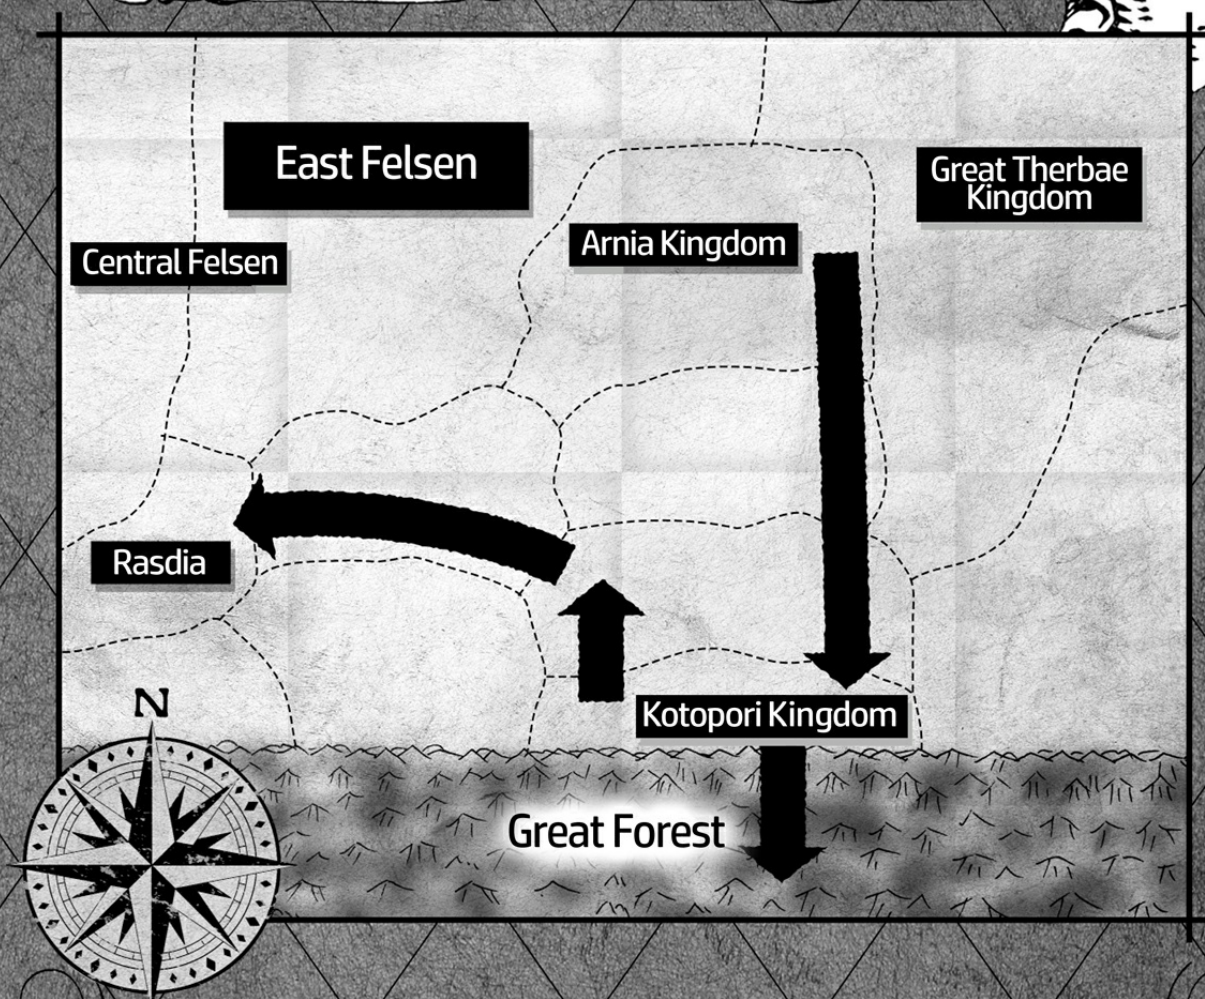 East Felsen
Great Therbae
Kingdom
Arnia Kingdom
Central Felsen
Rasdia
N
Kotopori Kingdom
Great Forest